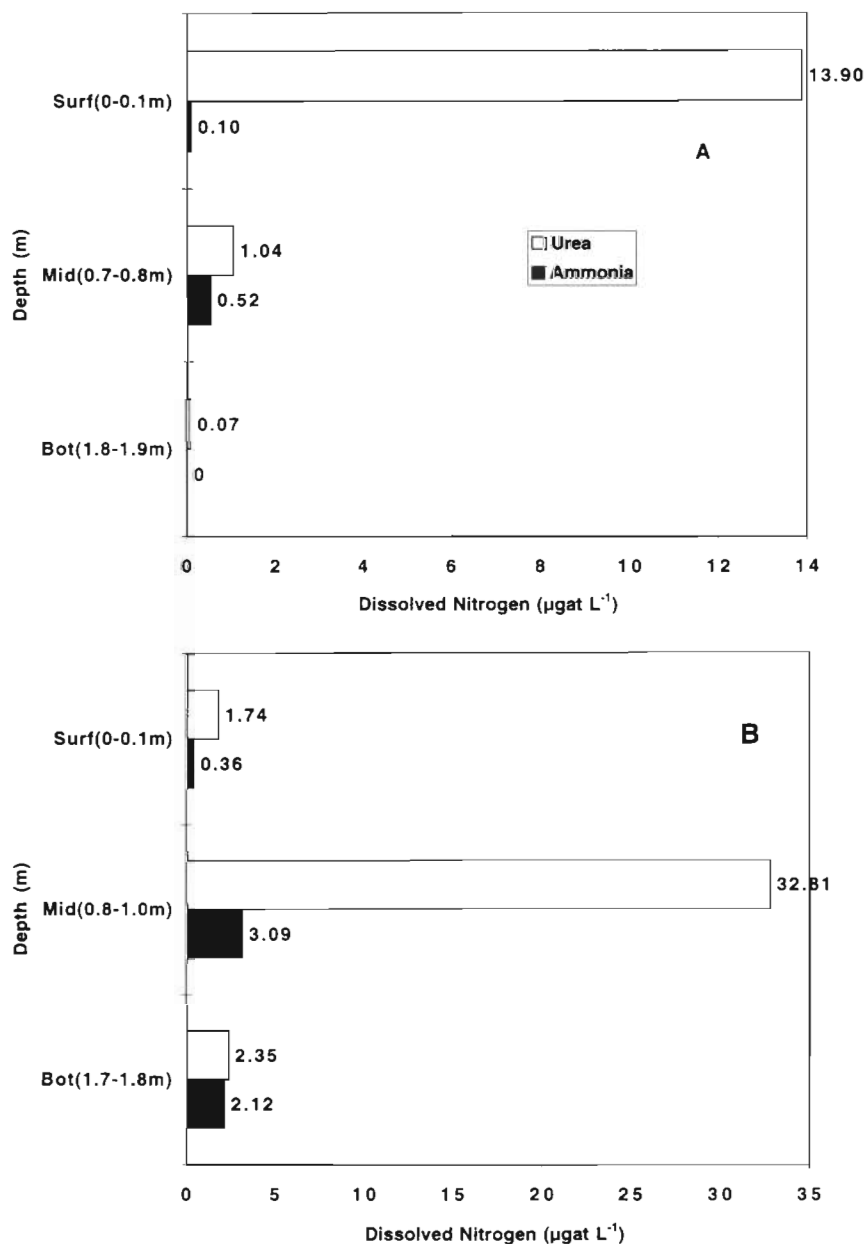 13.90
Surf(0-0.1m)
0.10
A
Urea
Ammonia
1.04
Mid(0.7-0.8m)
0.52
Depth (m)
0.07
Bot(1.8-1.9m)
0
0 2 4 6 8 10 12 14
Dissolved Nitrogen (µgat L-1)
1.74
Surf(0-0.1m)
0.36
B
32.81
Mid(0.8-1.0m)
3.09
Depth (m)
2.35
Bot(1.7-1.8m)
2.12
0 5 10 15 20 25 30 35
Dissolved Nitrogen (µgat L-1)